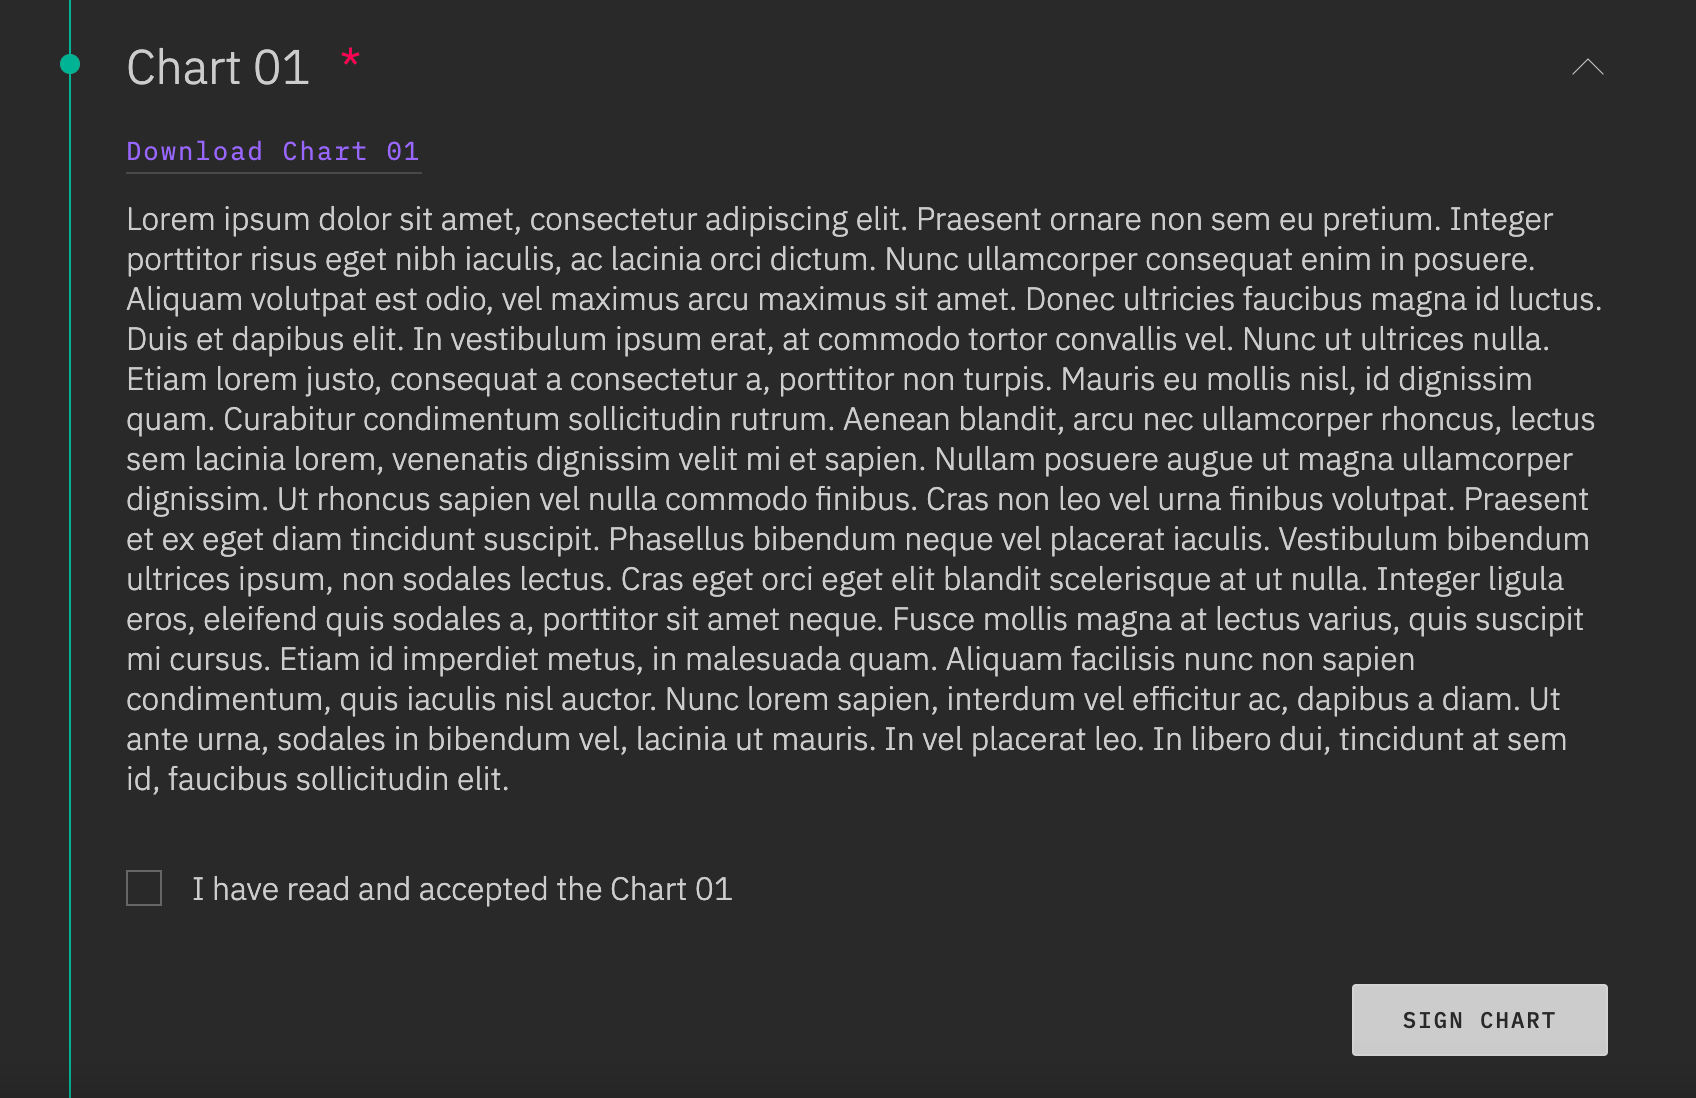 Chart 01 *
Download Chart 01
Lorem ipsum dolor sit amet, consectetur adipiscing elit. Praesent ornare non sem eu pretium. Integer
porttitor risus eget nibh iaculis, ac lacinia orci dictum. Nunc ullamcorper consequat enim in posuere.
Aliquam volutpat est odio, vel maximus arcu maximus sit amet. Donec ultricies faucibus magna id luctus.
Duis et dapibus elit. In vestibulum ipsum erat, at commodo tortor convallis vel. Nunc ut ultrices nulla.
Etiam lorem justo, consequat a consectetur a, porttitor non turpis. Mauris eu mollis nisl, id dignissim
quam. Curabitur condimentum sollicitudin rutrum. Aenean blandit, arcu nec ullamcorper rhoncus, lectus
sem lacinia lorem, venenatis dignissim velit mi et sapien. Nullam posuere augue ut magna ullamcorper
dignissim. Ut rhoncus sapien vel nulla commodo finibus. Cras non leo vel urna finibus volutpat. Praesent
et ex eget diam tincidunt suscipit. Phasellus bibendum neque vel placerat iaculis. Vestibulum bibendum
ultrices ipsum, non sodales lectus. Cras eget orci eget elit blandit scelerisque at ut nulla. Integer ligula
eros, eleifend quis sodales a, porttitor sit amet neque. Fusce mollis magna at lectus varius, quis suscipit
mi cursus. Etiam id imperdiet metus, in malesuada quam. Aliquam facilisis nunc non sapien
condimentum, quis iaculis nisl auctor. Nunc lorem sapien, interdum vel efficitur ac, dapibus a diam. Ut
ante urna, sodales in bibendum vel, lacinia ut mauris. In vel placerat leo. In libero dui, tincidunt at sem
id, faucibus sollicitudin elit.
I have read and accepted the Chart 01
SIGN CHART